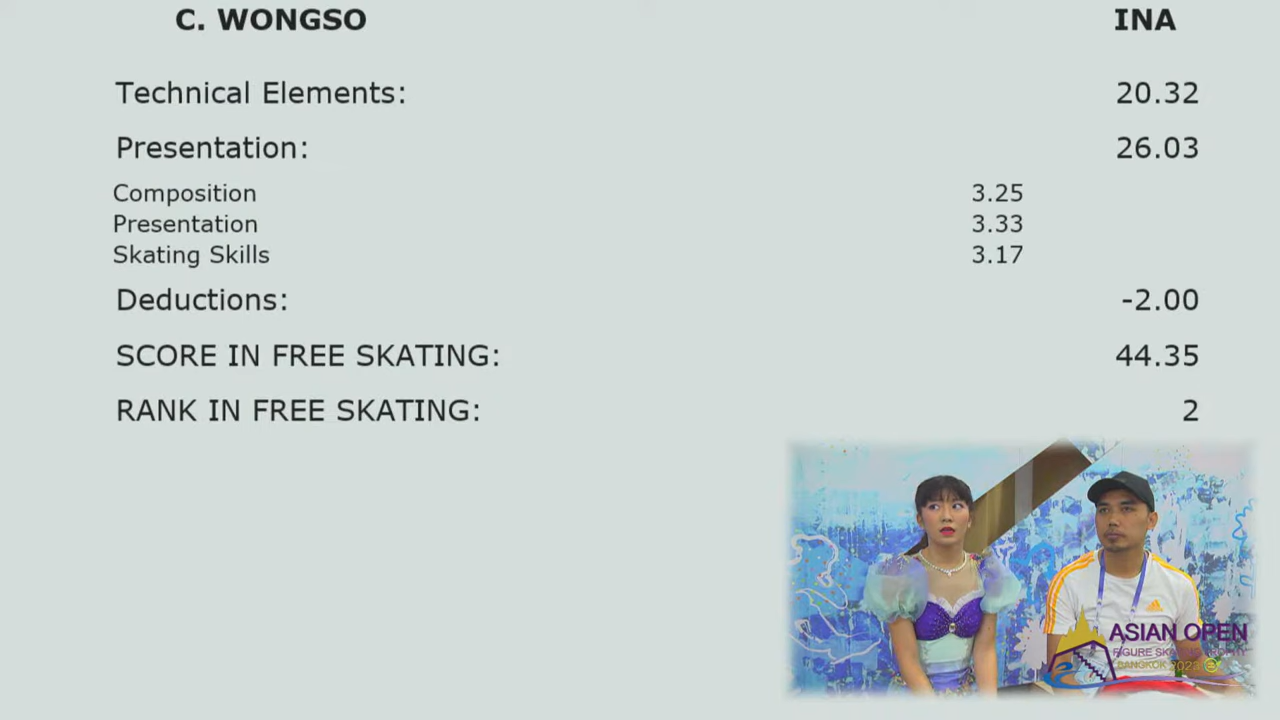 C. WONGSO INA
Technical Elements: 20.32
Presentation: 26.03
Composition 3.25
Presentation 3.33
Skating Skills 3.17
Deductions: -2.00
SCORE IN FREE SKATING: 44.35
RANK IN FREE SKATING: 2
ASIAN OPEN
FIGURE SKATING TROPHY
BANGKOK